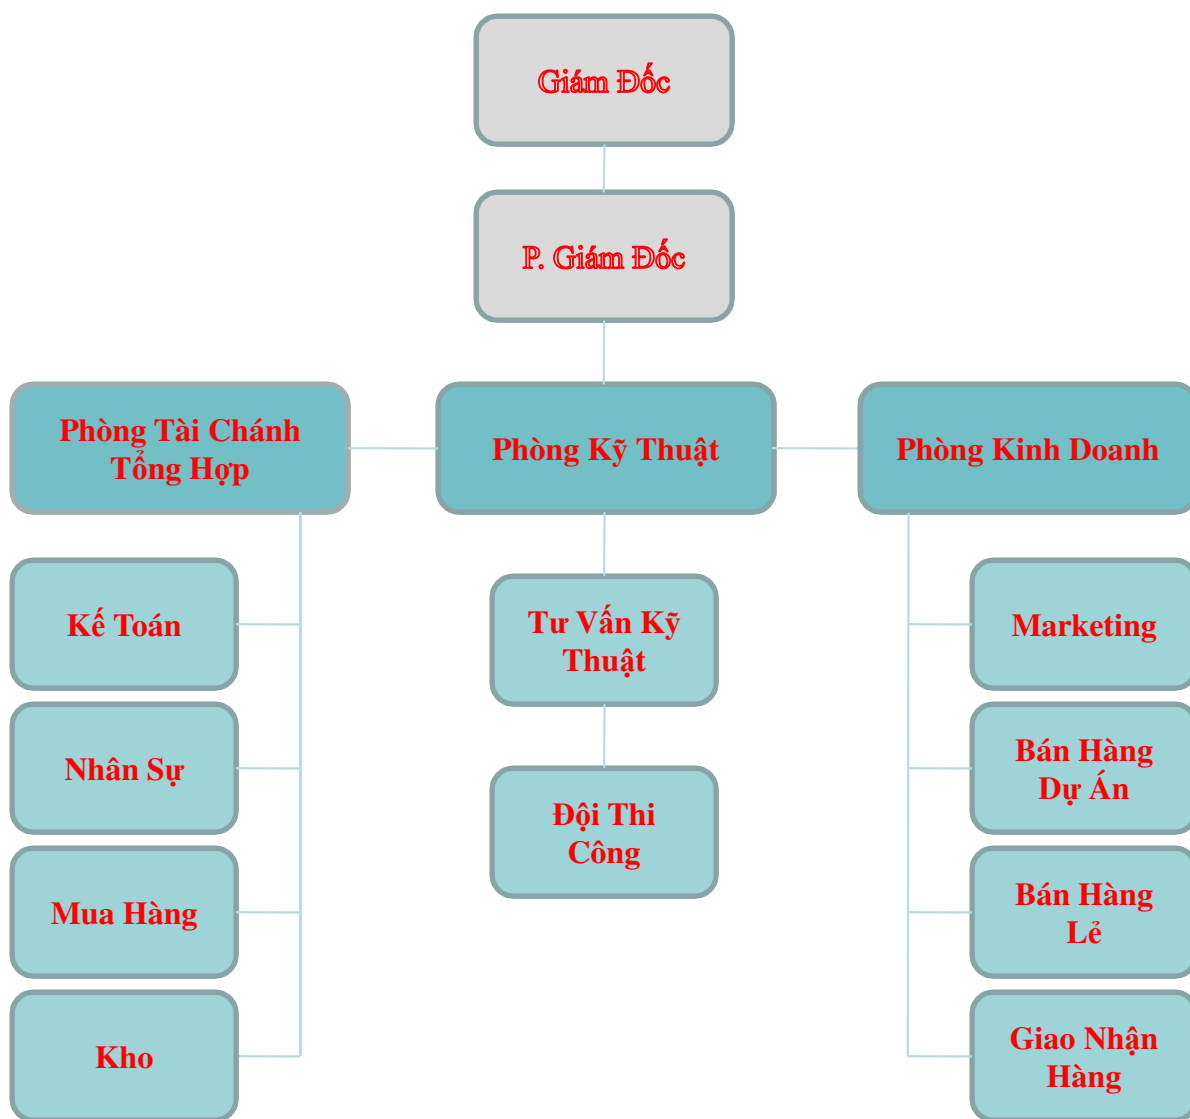 Giám Đốc
P. Giám Đốc
Phòng Tài Chánh
Tổng Hợp
Phòng Kỹ Thuật
Phòng Kinh Doanh
Kế Toán
Nhân Sự
Mua Hàng
Kho
Tư Vấn Kỹ
Thuật
Đội Thi
Công
Marketing
Bán Hàng
Dự Án
Bán Hàng
Lẻ
Giao Nhận
Hàng